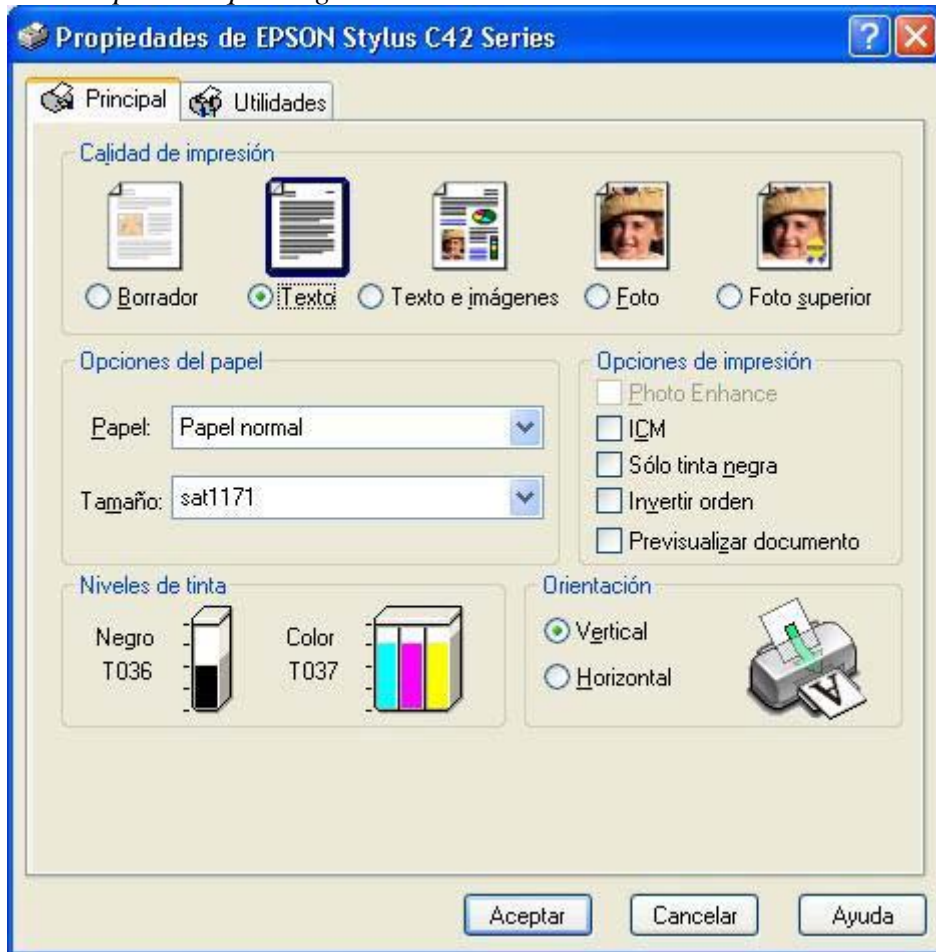 Propiedades de EPSON Stylus C42 Series
Principal
Utilidades
Calidad de impresión
Borrador
Texto
Texto e imágenes
Foto
Foto superior
Opciones del papel
Papel:
Papel normal
Tamaño:
sat1171
Opciones de impresión
Photo Enhance
ICM
Sólo tinta negra
Invertir orden
Previsualizar documento
Niveles de tinta
Negro
T036
Color
T037
Orientación
Vertical
Horizontal
A
Aceptar
Cancelar
Ayuda